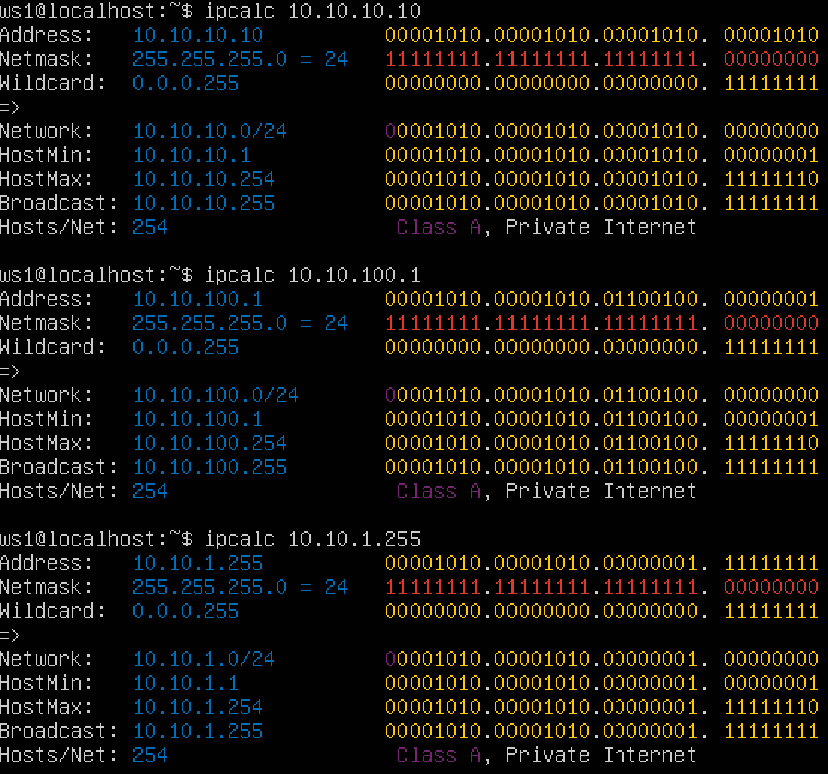 ws1@localhost:~$ ipcalc 10.10.10.10
Address:   10.10.10.10          00001010.00001010.00001010. 00001010
Netmask:   255.255.255.0 = 24   11111111.11111111.11111111. 00000000
Wildcard:  0.0.0.255            00000000.00000000.00000000. 11111111
=>
Network:   10.10.10.0/24        00001010.00001010.00001010. 00000000
HostMin:   10.10.10.1           00001010.00001010.00001010. 00000001
HostMax:   10.10.10.254         00001010.00001010.00001010. 11111110
Broadcast: 10.10.10.255         00001010.00001010.00001010. 11111111
Hosts/Net: 254                   Class A, Private Internet

ws1@localhost:~$ ipcalc 10.10.100.1
Address:   10.10.100.1          00001010.00001010.01100100. 00000001
Netmask:   255.255.255.0 = 24   11111111.11111111.11111111. 00000000
Wildcard:  0.0.0.255            00000000.00000000.00000000. 11111111
=>
Network:   10.10.100.0/24       00001010.00001010.01100100. 00000000
HostMin:   10.10.100.1          00001010.00001010.01100100. 00000001
HostMax:   10.10.100.254        00001010.00001010.01100100. 11111110
Broadcast: 10.10.100.255        00001010.00001010.01100100. 11111111
Hosts/Net: 254                   Class A, Private Internet

ws1@localhost:~$ ipcalc 10.10.1.255
Address:   10.10.1.255          00001010.00001010.00000001. 11111111
Netmask:   255.255.255.0 = 24   11111111.11111111.11111111. 00000000
Wildcard:  0.0.0.255            00000000.00000000.00000000. 11111111
=>
Network:   10.10.1.0/24         00001010.00001010.00000001. 00000000
HostMin:   10.10.1.1            00001010.00001010.00000001. 00000001
HostMax:   10.10.1.254          00001010.00001010.00000001. 11111110
Broadcast: 10.10.1.255          00001010.00001010.00000001. 11111111
Hosts/Net: 254                   Class A, Private Internet